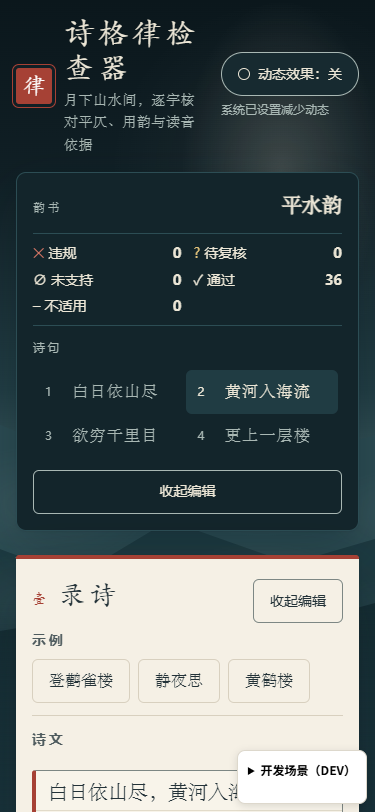 律
诗格律检
查器
月下山水间，逐字核
对平仄、用韵与读音
依据
动态效果：关
系统已设置减少动态
韵书 平水韵
违规 0 ? 待复核 0
未支持 0 ✓ 通过 36
– 不适用 0
诗句
1 白日依山尽 2 黄河入海流
3 欲穷千里目 4 更上一层楼
收起编辑
壹 录诗 收起编辑
示例
登鹳雀楼 静夜思 黄鹤楼
诗文
白日依山尽，黄河入海
▶ 开发场景（DEV）